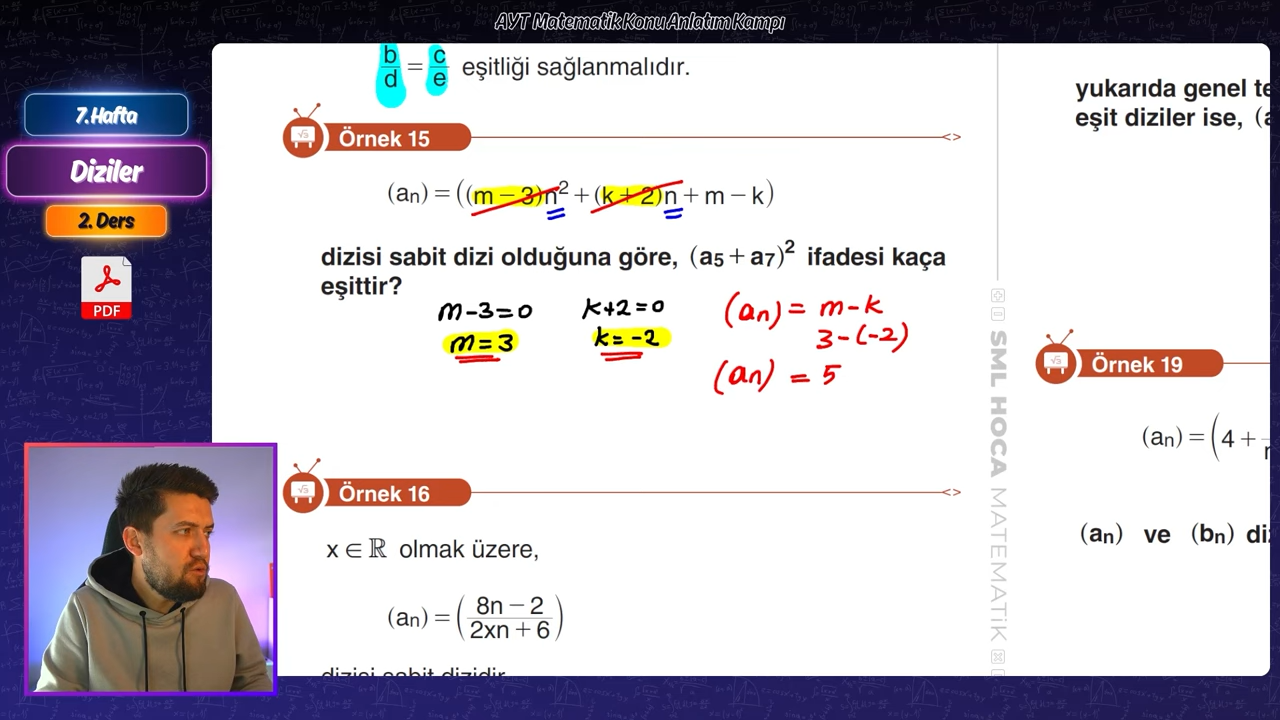 AYT Matematik Konu Anlatım Kampı
7.Hafta
Diziler
2. Ders
PDF
b/d = c/e eşitliği sağlanmalıdır.
Örnek 15
(an) = ((m − 3)n² + (k + 2)n + m − k)
dizisi sabit dizi olduğuna göre, (a5 + a7)² ifadesi kaça
eşittir?
m-3=0
m=3
k+2=0
k=-2
(an) = m-k
3-(-2)
(an) = 5
Örnek 16
x ∈ ℝ olmak üzere,
(an) = (8n − 2 / 2xn + 6)
dizisi sabit dizidir
SML HOCA MATEMATİK
yukarıda genel te
eşit diziler ise, (a
Örnek 19
(an) = (4 +
(an) ve (bn) di